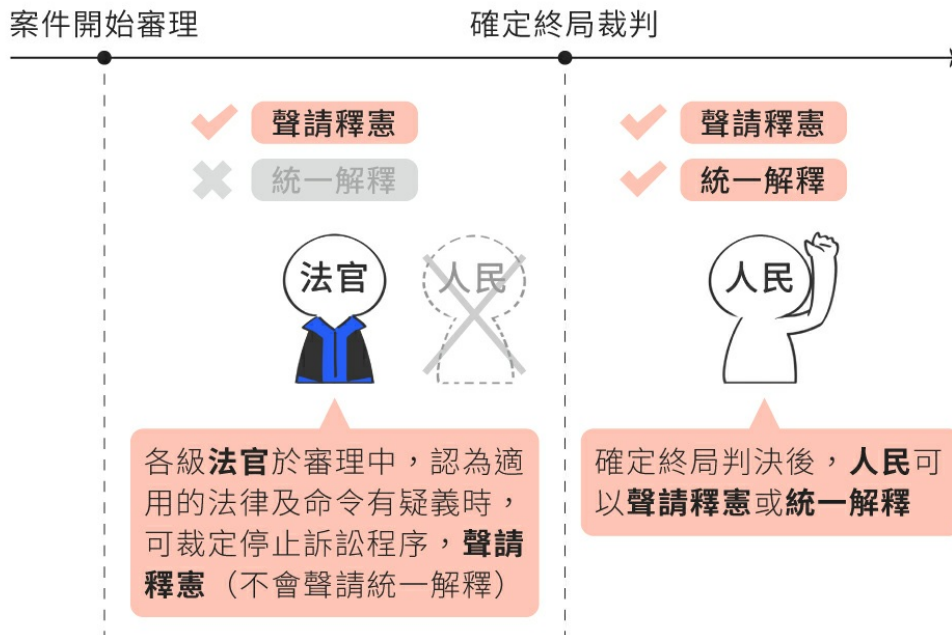 案件開始審理
確定終局裁判
聲請釋憲
統一解釋
法官
人民
各級法官於審理中，認為適
用的法律及命令有疑義時，
可裁定停止訴訟程序，聲請
釋憲（不會聲請統一解釋）
聲請釋憲
統一解釋
人民
確定終局判決後，人民可
以聲請釋憲或統一解釋